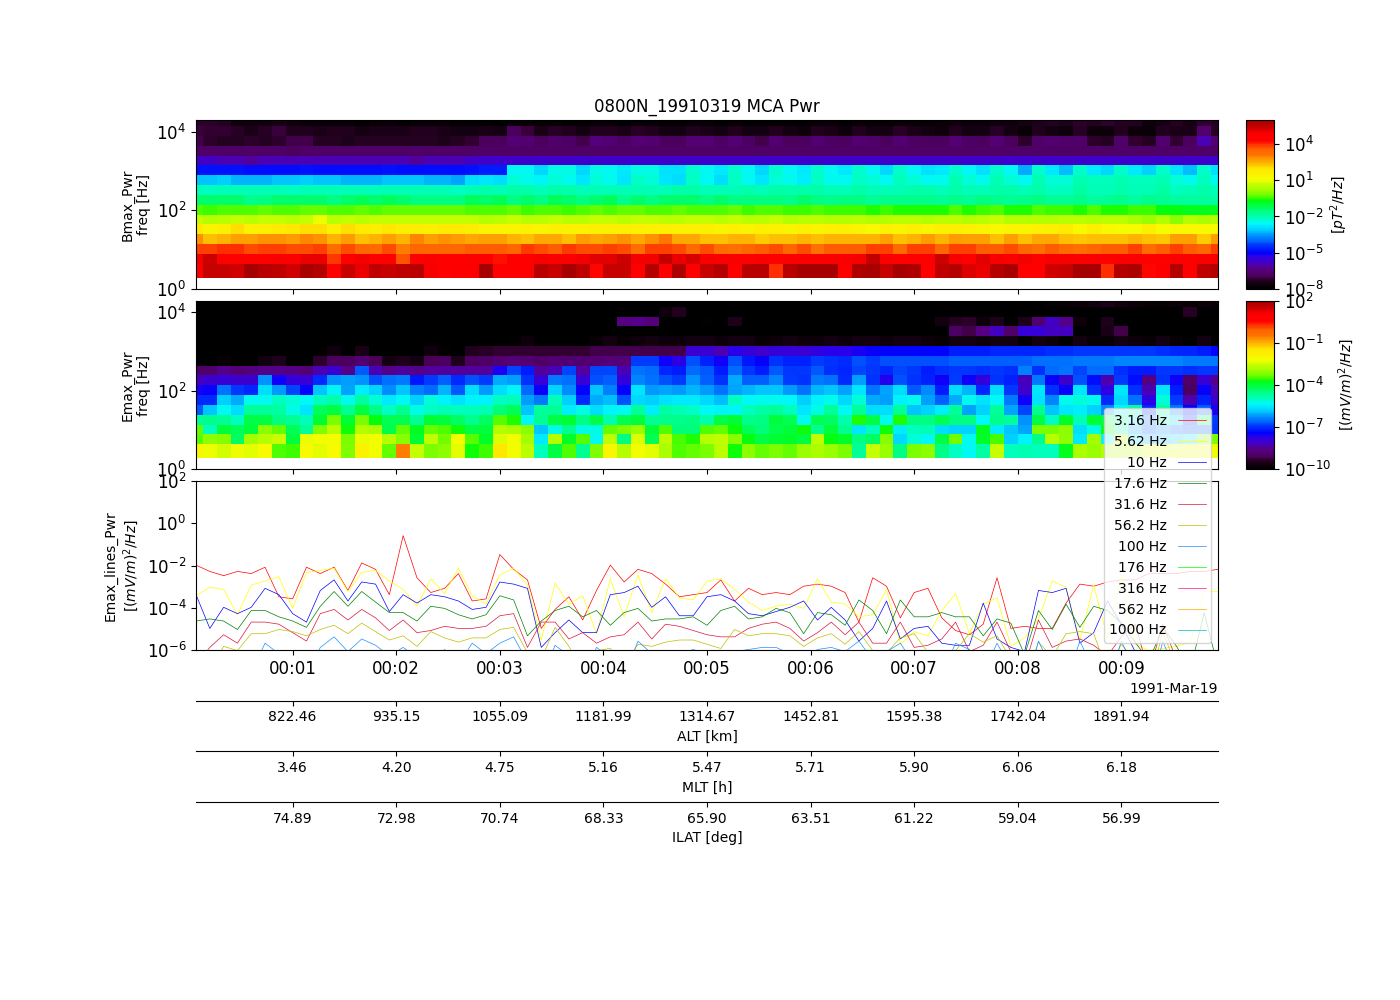 0800N_19910319 MCA Pwr
10^4
10^2
10^0
Bmax_Pwr
freq [Hz]
10^4
10^1
10^−2
10^−5
10^−8
[pT^2/Hz]
10^4
10^2
10^0
Emax_Pwr
freq [Hz]
10^2
10^−1
10^−4
10^−7
10^−10
[(mV/m)^2/Hz]
10^2
10^0
10^−2
10^−4
10^−6
Emax_lines_Pwr
[(mV/m)^2/Hz]
3.16 Hz
5.62 Hz
10 Hz
17.6 Hz
31.6 Hz
56.2 Hz
100 Hz
176 Hz
316 Hz
562 Hz
1000 Hz
00:01 00:02 00:03 00:04 00:05 00:06 00:07 00:08 00:09
1991-Mar-19
822.46 935.15 1055.09 1181.99 1314.67 1452.81 1595.38 1742.04 1891.94
ALT [km]
3.46 4.20 4.75 5.16 5.47 5.71 5.90 6.06 6.18
MLT [h]
74.89 72.98 70.74 68.33 65.90 63.51 61.22 59.04 56.99
ILAT [deg]